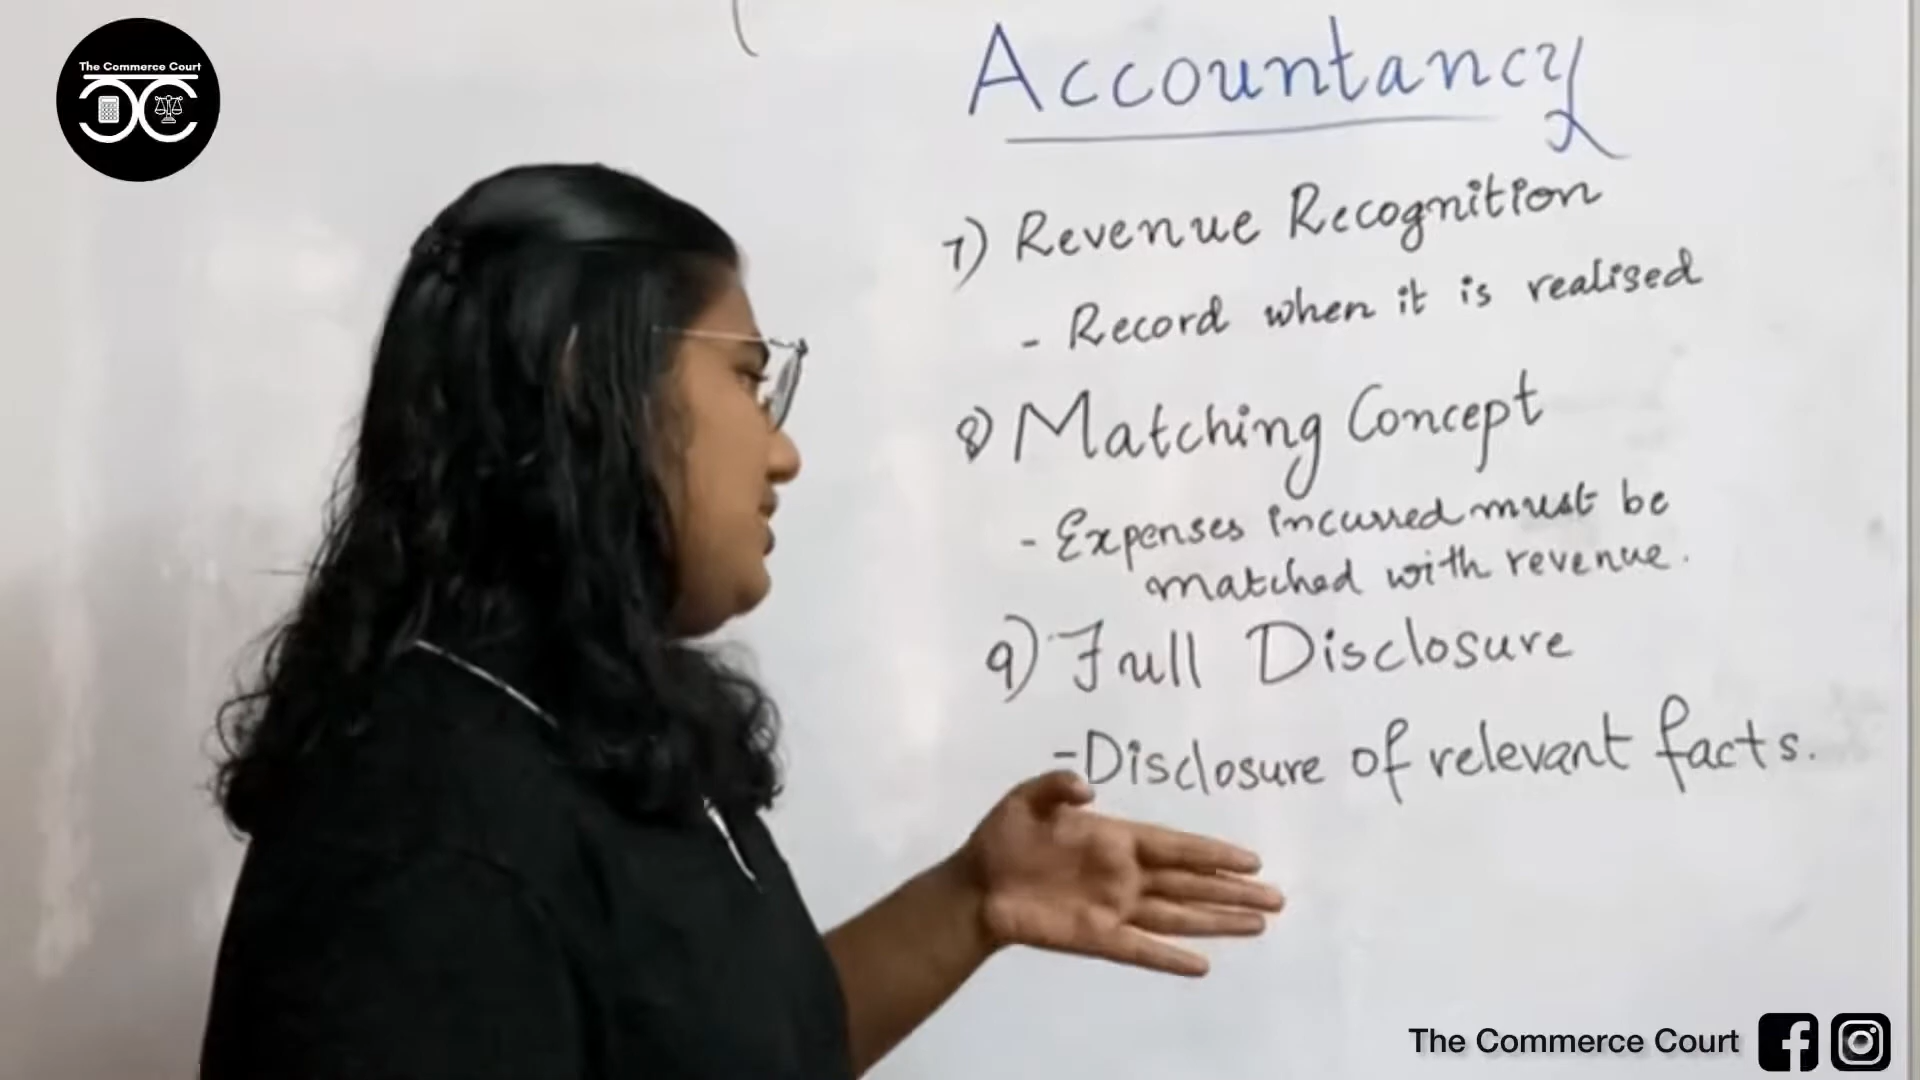 The Commerce Court
Accountancy
7) Revenue Recognition
- Record when it is realised
8) Matching Concept
- Expenses incurred must be
matched with revenue.
9) Full Disclosure
- Disclosure of relevant facts.
The Commerce Court